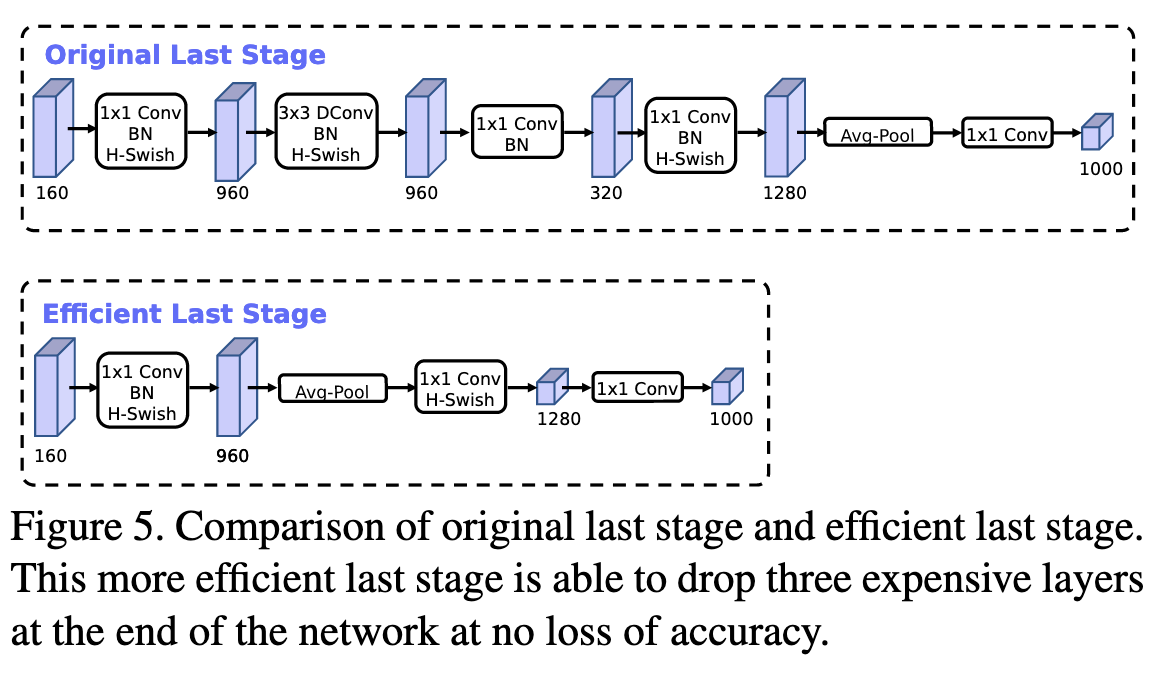 Original Last Stage
1x1 Conv
BN
H-Swish
3x3 DConv
BN
H-Swish
1x1 Conv
BN
1x1 Conv
BN
H-Swish
Avg-Pool
1x1 Conv
160
960
960
320
1280
1000
Efficient Last Stage
1x1 Conv
BN
H-Swish
Avg-Pool
1x1 Conv
H-Swish
1x1 Conv
160
960
1280
1000
Figure 5. Comparison of original last stage and efficient last stage.
This more efficient last stage is able to drop three expensive layers
at the end of the network at no loss of accuracy.